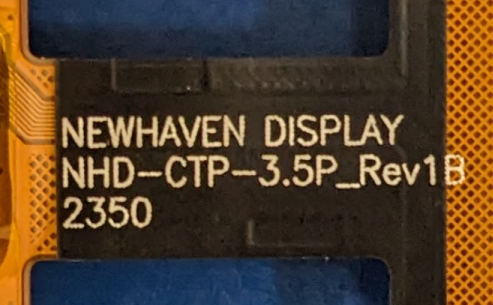 NEWHAVEN DISPLAY
NHD-CTP-3.5P_Rev1B
2350